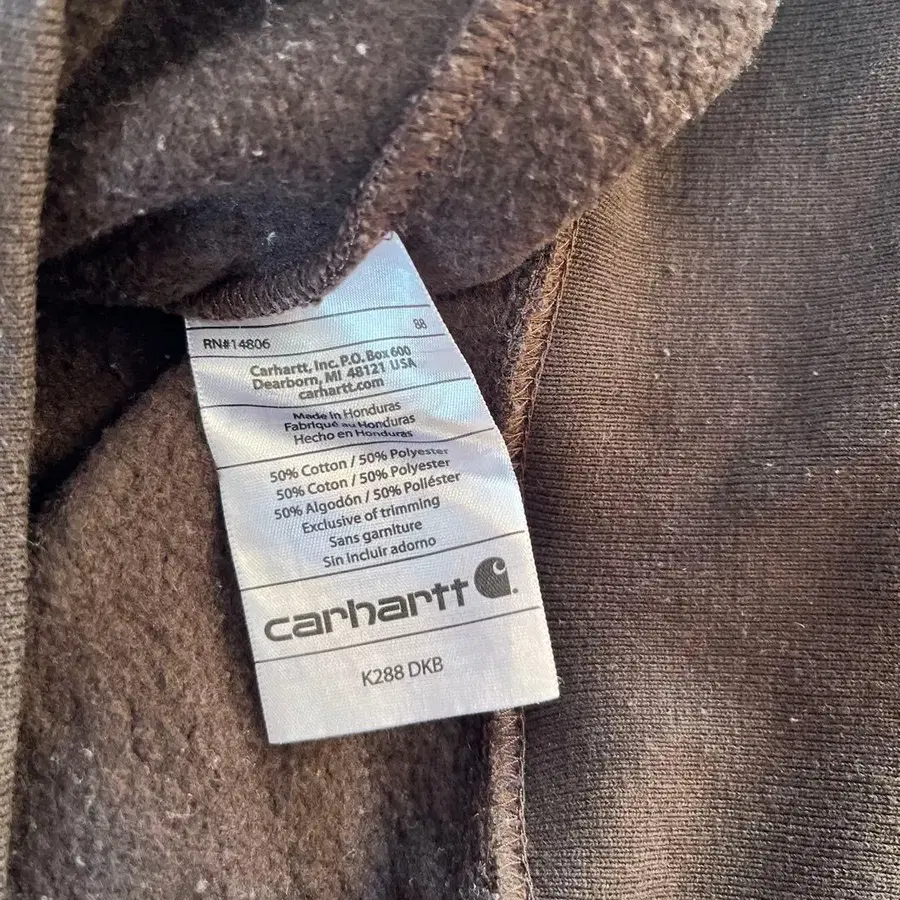 88
RN#14806
Carhartt, Inc. P.O. Box 600
Dearborn, MI 48121 USA
carhartt.com
Made in Honduras
Fabriqué au Honduras
Hecho en Honduras
50% Cotton / 50% Polyester
50% Coton / 50% Polyester
50% Algodón / 50% Poliéster
Exclusive of trimming
Sans garniture
Sin incluir adorno
carhartt
K288 DKB